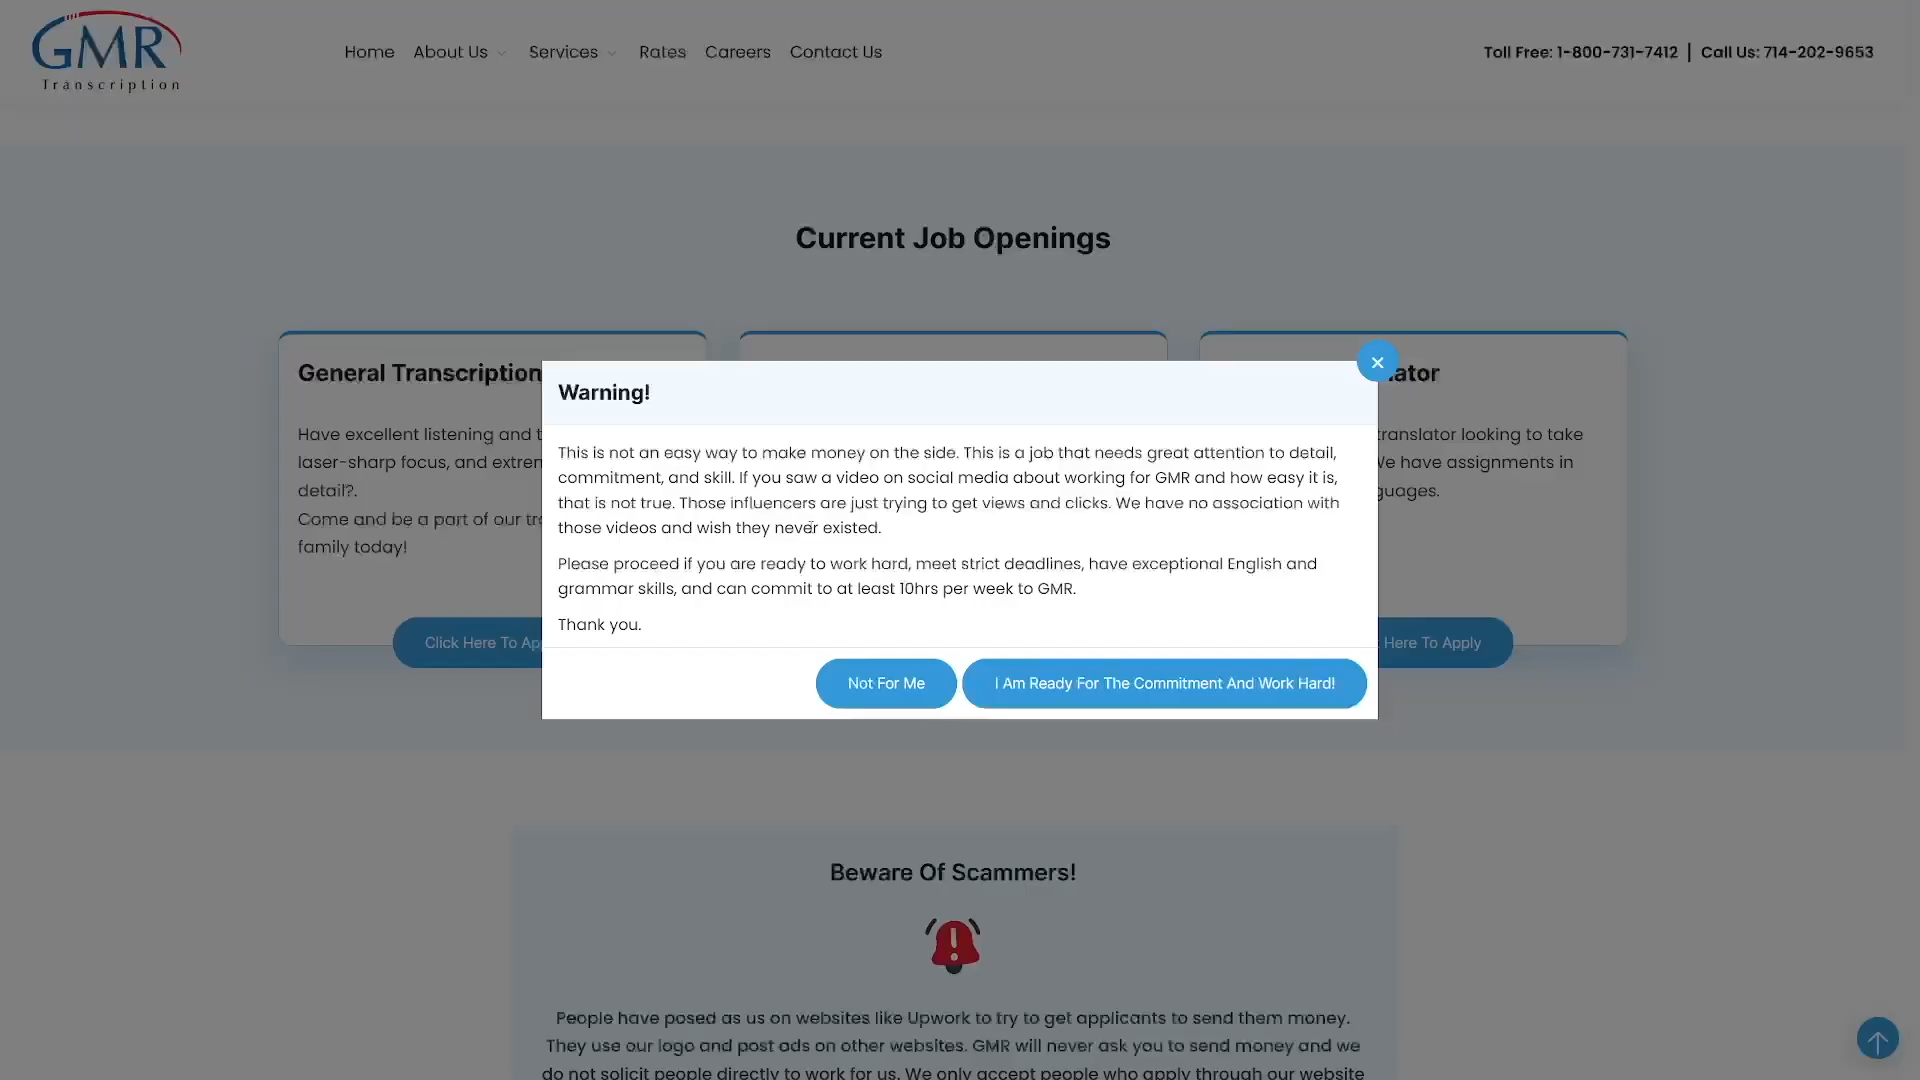 GMR
Transcription
Home About Us Services Rates Careers Contact Us
Toll Free: 1-800-731-7412 | Call Us: 714-202-9653
Current Job Openings
General Transcription
Have excellent listening and t
laser-sharp focus, and extren
detail?.
Come and be a part of our tr
family today!
Click Here To Ap
Warning!
This is not an easy way to make money on the side. This is a job that needs great attention to detail,
commitment, and skill. If you saw a video on social media about working for GMR and how easy it is,
that is not true. Those influencers are just trying to get views and clicks. We have no association with
those videos and wish they never existed.
Please proceed if you are ready to work hard, meet strict deadlines, have exceptional English and
grammar skills, and can commit to at least 10hrs per week to GMR.
Thank you.
Not For Me
I Am Ready For The Commitment And Work Hard!
lator
translator looking to take
We have assignments in
guages.
Here To Apply
Beware Of Scammers!
People have posed as us on websites like Upwork to try to get applicants to send them money.
They use our logo and post ads on other websites. GMR will never ask you to send money and we
do not solicit people directly to work for us. We only accept people who apply through our website